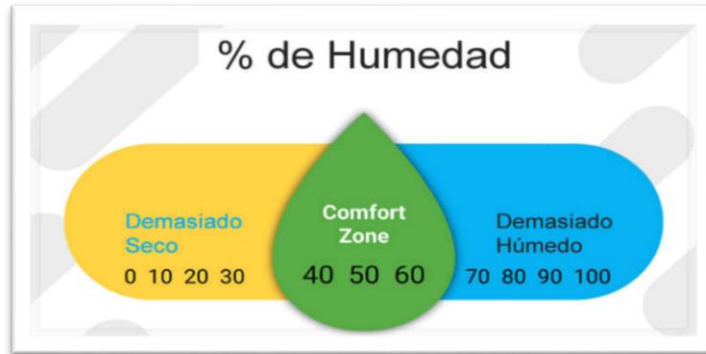 % de Humedad
Demasiado
Seco
0 10 20 30
Comfort
Zone
40 50 60
Demasiado
Húmedo
70 80 90 100